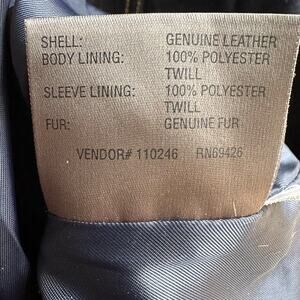 SHELL: GENUINE LEATHER
BODY LINING: 100% POLYESTER
TWILL
SLEEVE LINING: 100% POLYESTER
TWILL
FUR: GENUINE FUR
VENDOR# 110246 RN69426